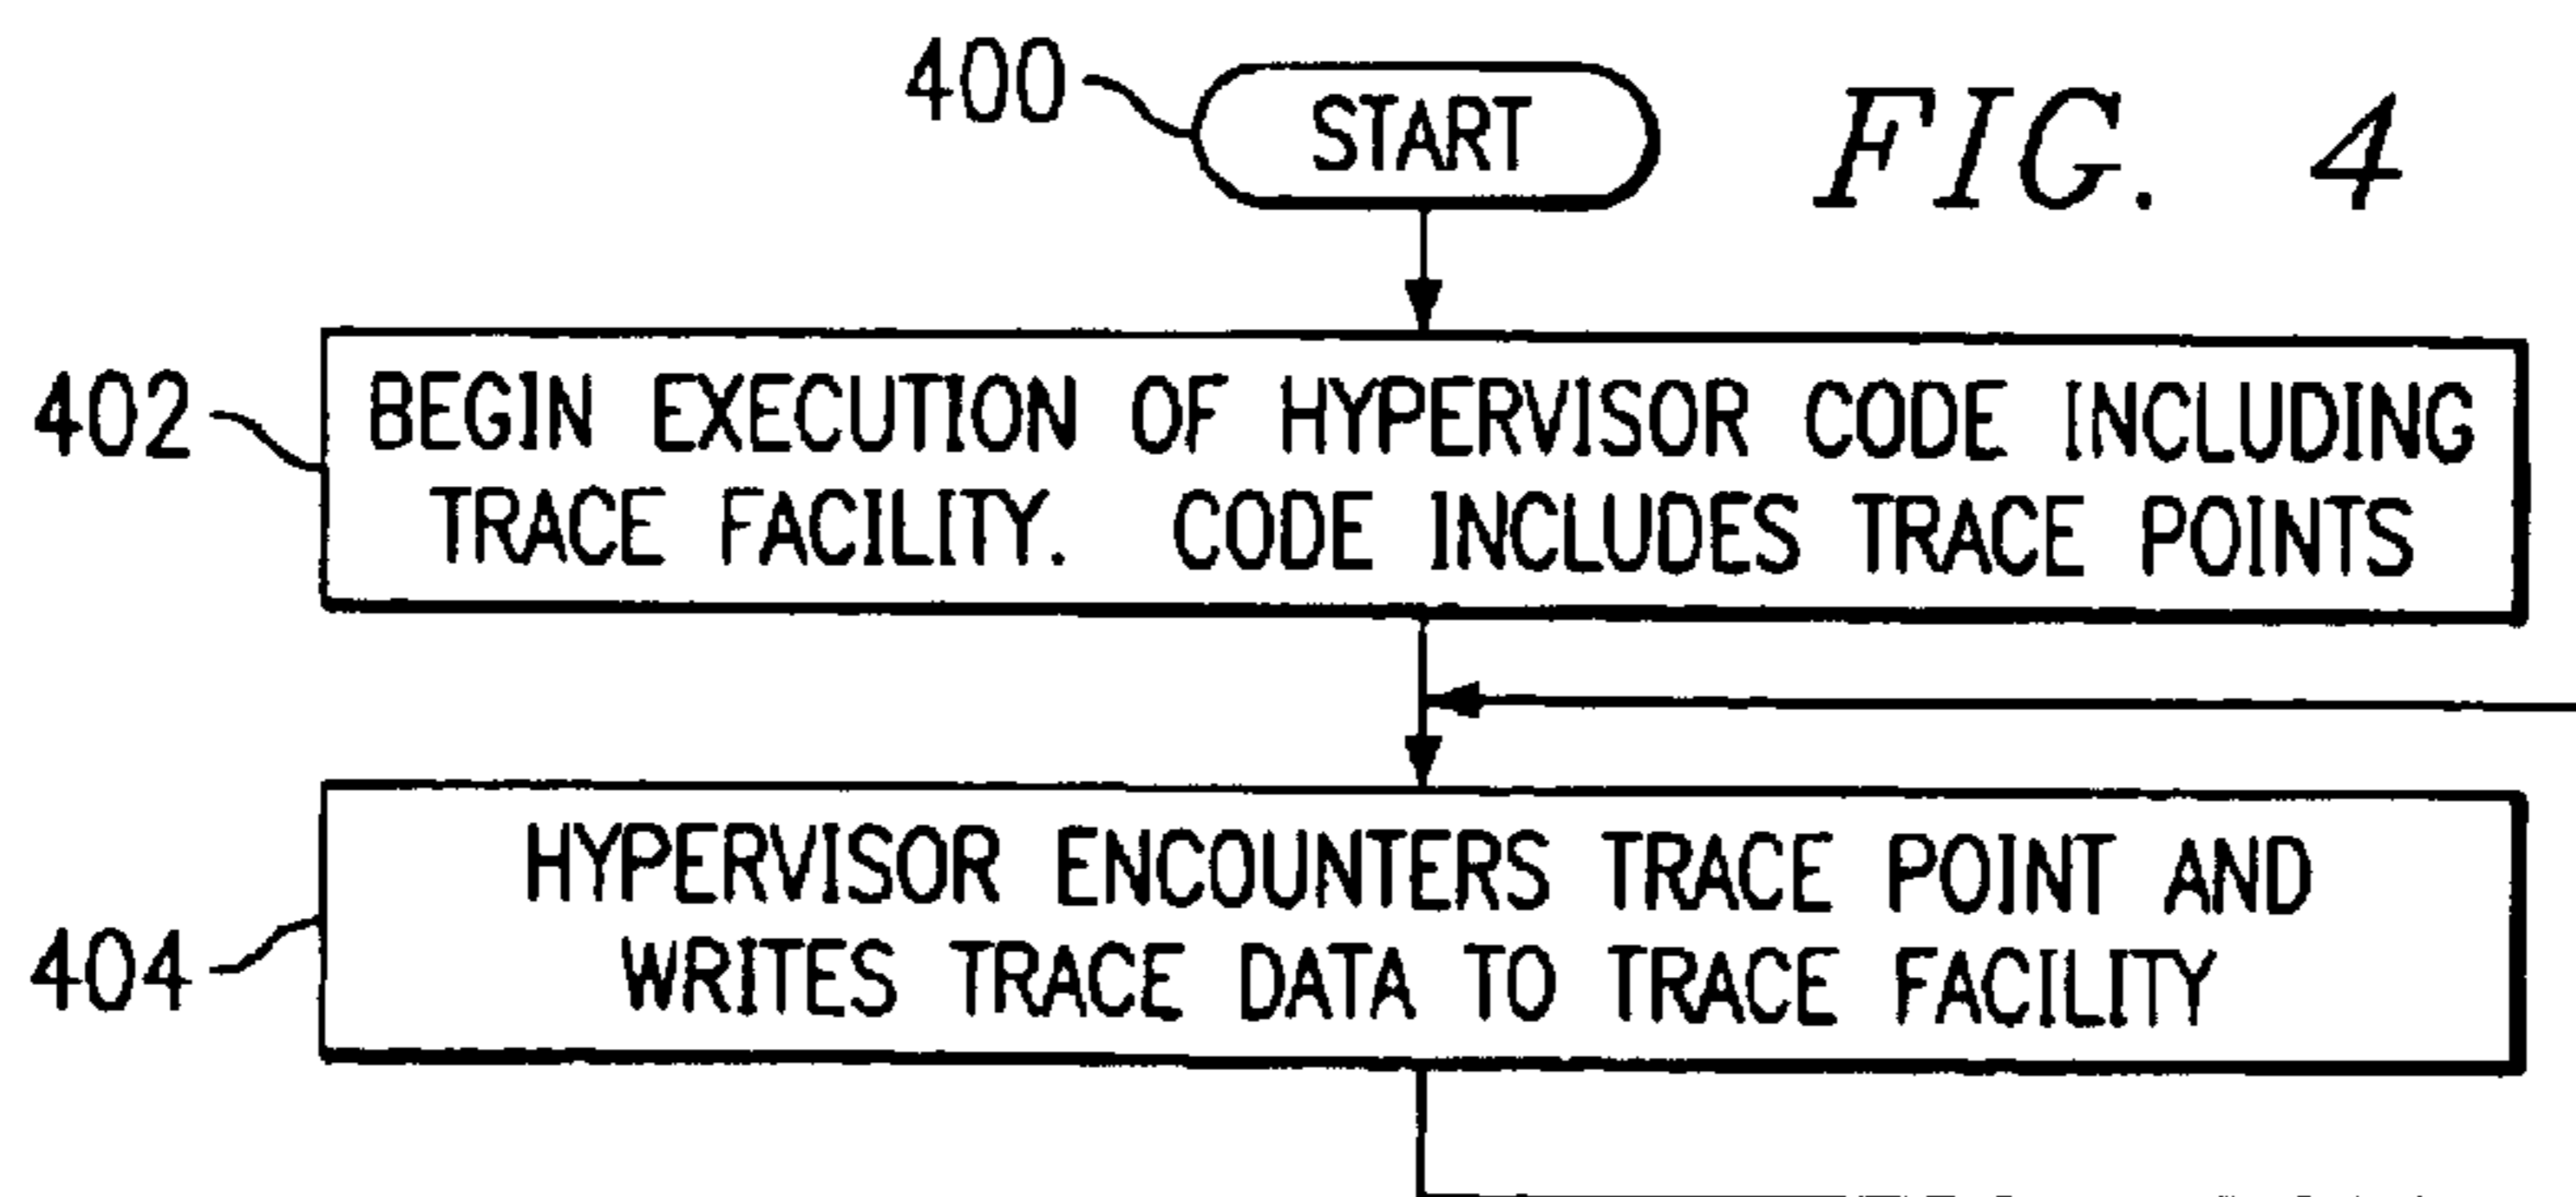 400
START
FIG. 4
402
BEGIN EXECUTION OF HYPERVISOR CODE INCLUDING
TRACE FACILITY. CODE INCLUDES TRACE POINTS
404
HYPERVISOR ENCOUNTERS TRACE POINT AND
WRITES TRACE DATA TO TRACE FACILITY